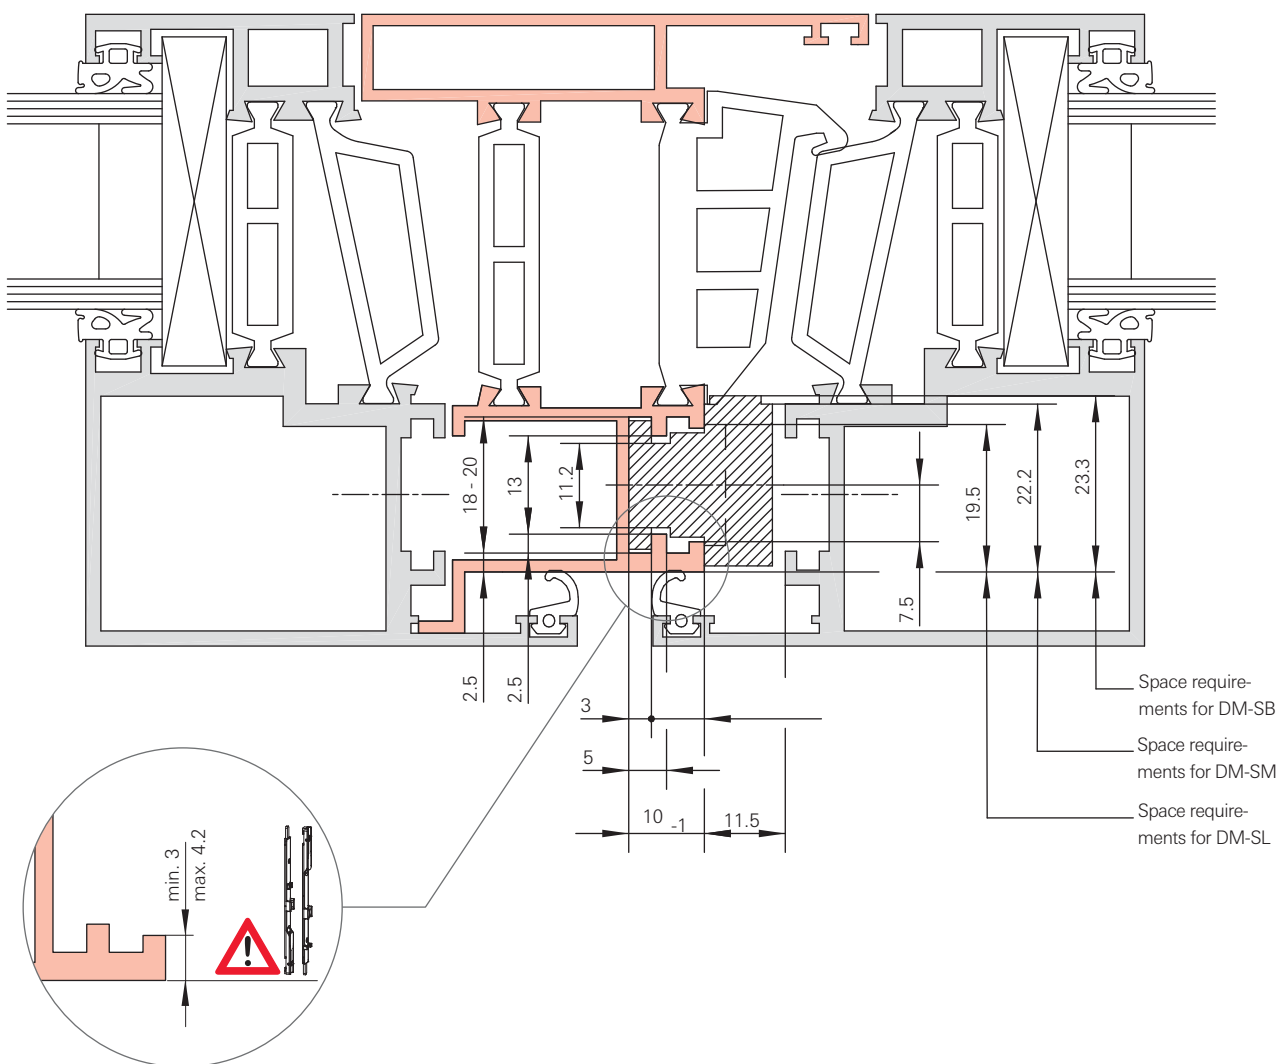 18 - 20
13
11.2
19.5
22.2
23.3
7.5
2.5
2.5
3
5
10 -1
11.5
Space require-
ments for DM-SB
Space require-
ments for DM-SM
Space require-
ments for DM-SL
min. 3
max. 4.2
!